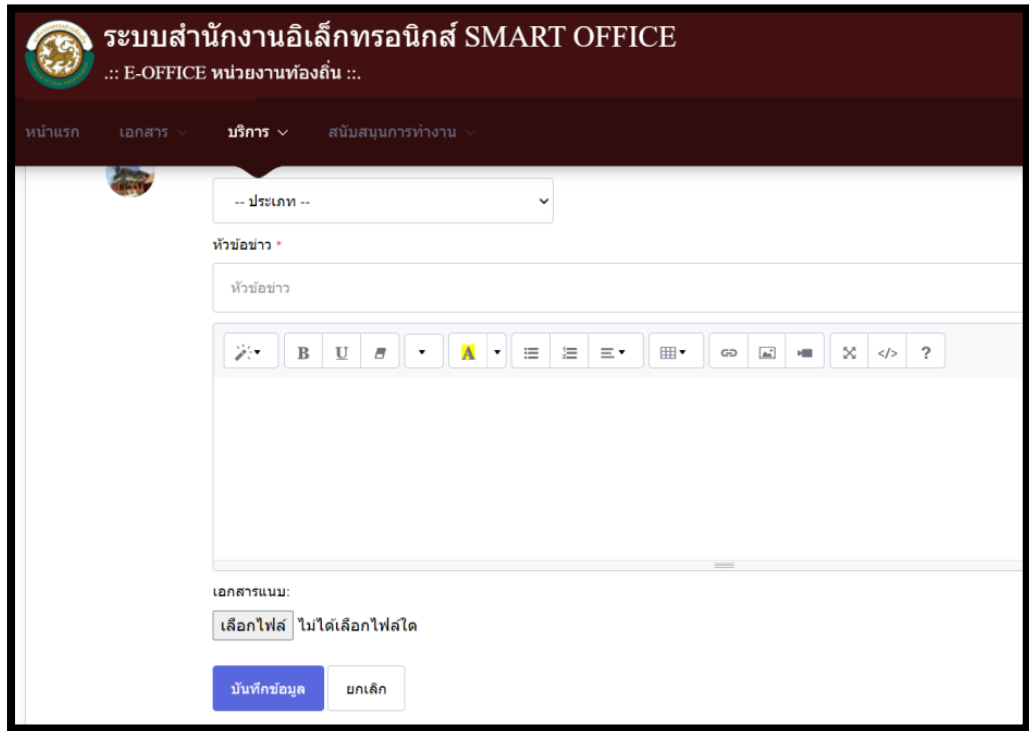 ระบบสำนักงานอิเล็กทรอนิกส์ SMART OFFICE
.:: E-OFFICE หน่วยงานท้องถิ่น ::.
หน้าแรก เอกสาร บริการ สนับสนุนการทำงาน
-- ประเภท --
หัวข้อข่าว *
หัวข้อข่าว
B U A </> ?
เอกสารแนบ:
เลือกไฟล์ ไม่ได้เลือกไฟล์ใด
บันทึกข้อมูล ยกเลิก